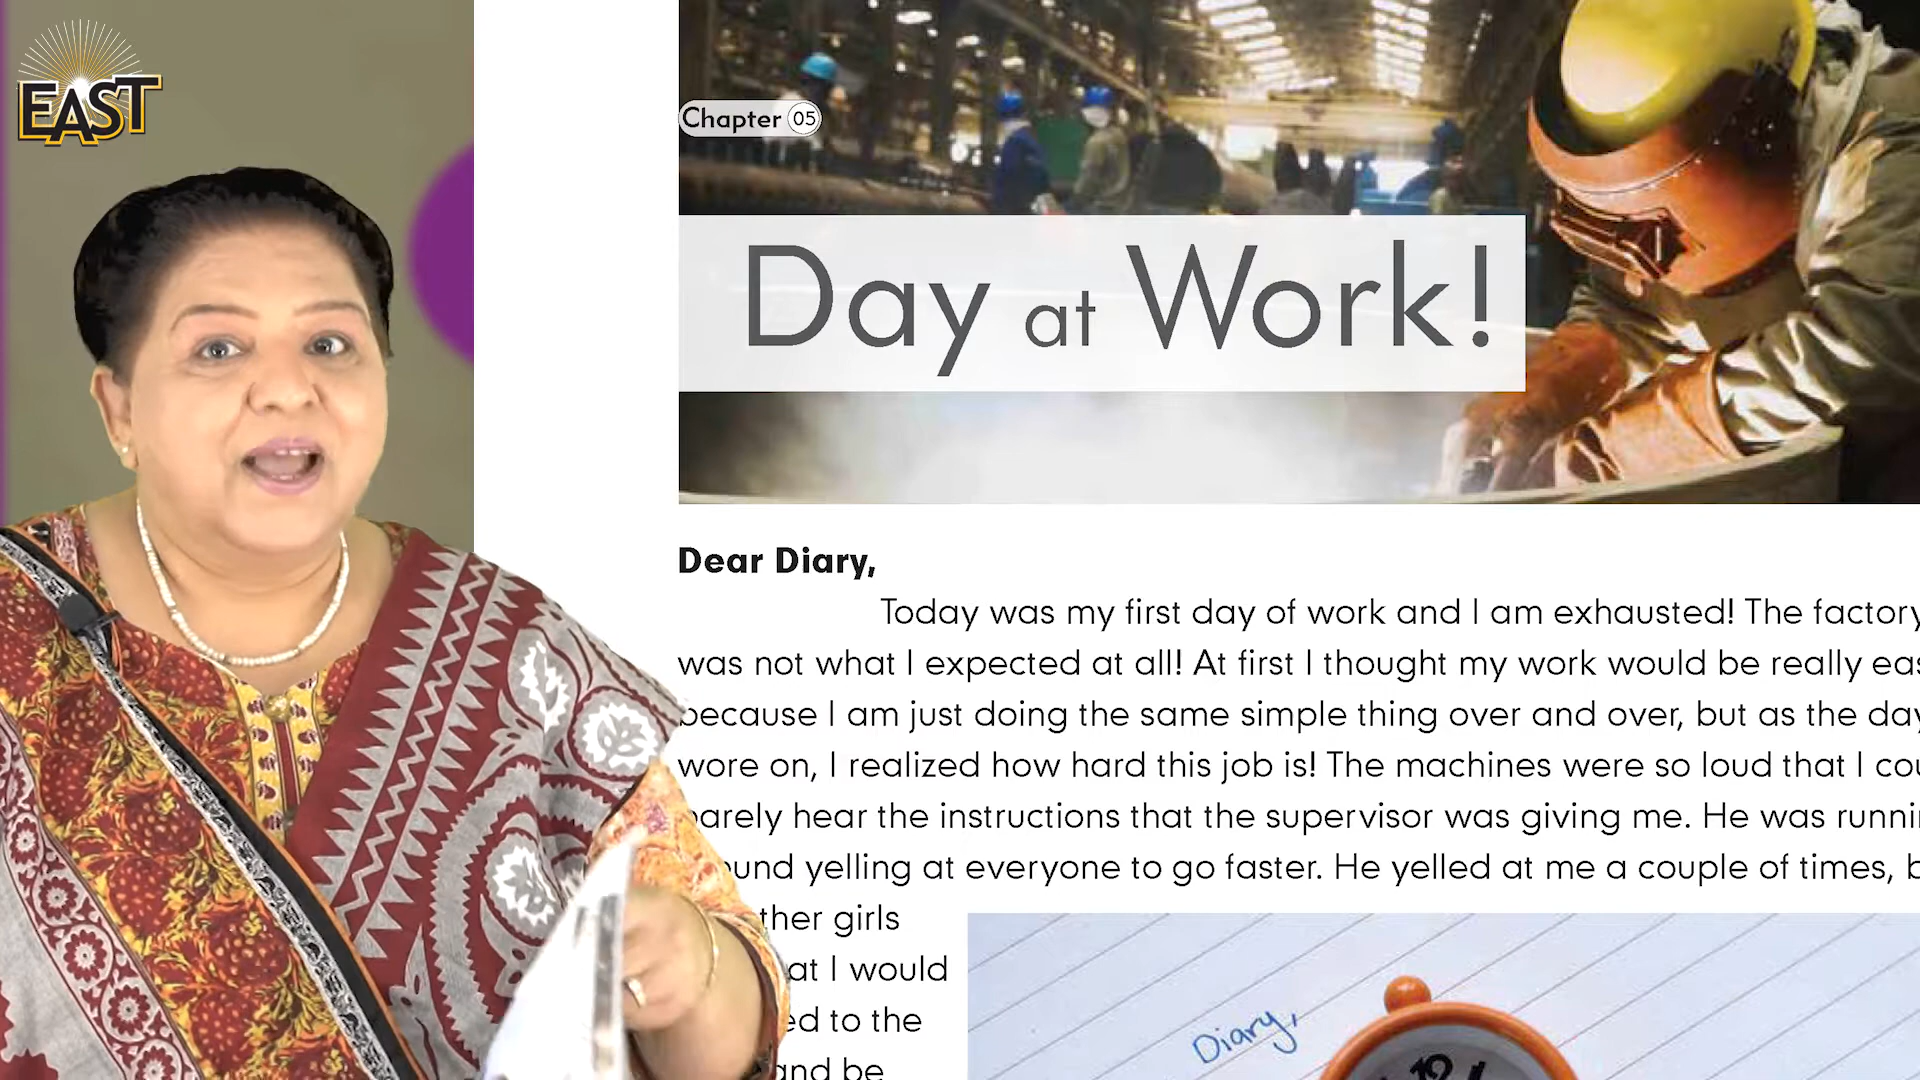 EAST
Chapter 05
Day at Work!
Dear Diary,
Today was my first day of work and I am exhausted! The factory
was not what I expected at all! At first I thought my work would be really
because I am just doing the same simple thing over and over, but as the day
wore on, I realized how hard this job is! The machines were so loud that I
barely hear the instructions that the supervisor was giving me. He was
yelling at everyone to go faster. He yelled at me a couple of times,
girls
I would
to the
and be
Diary,
12